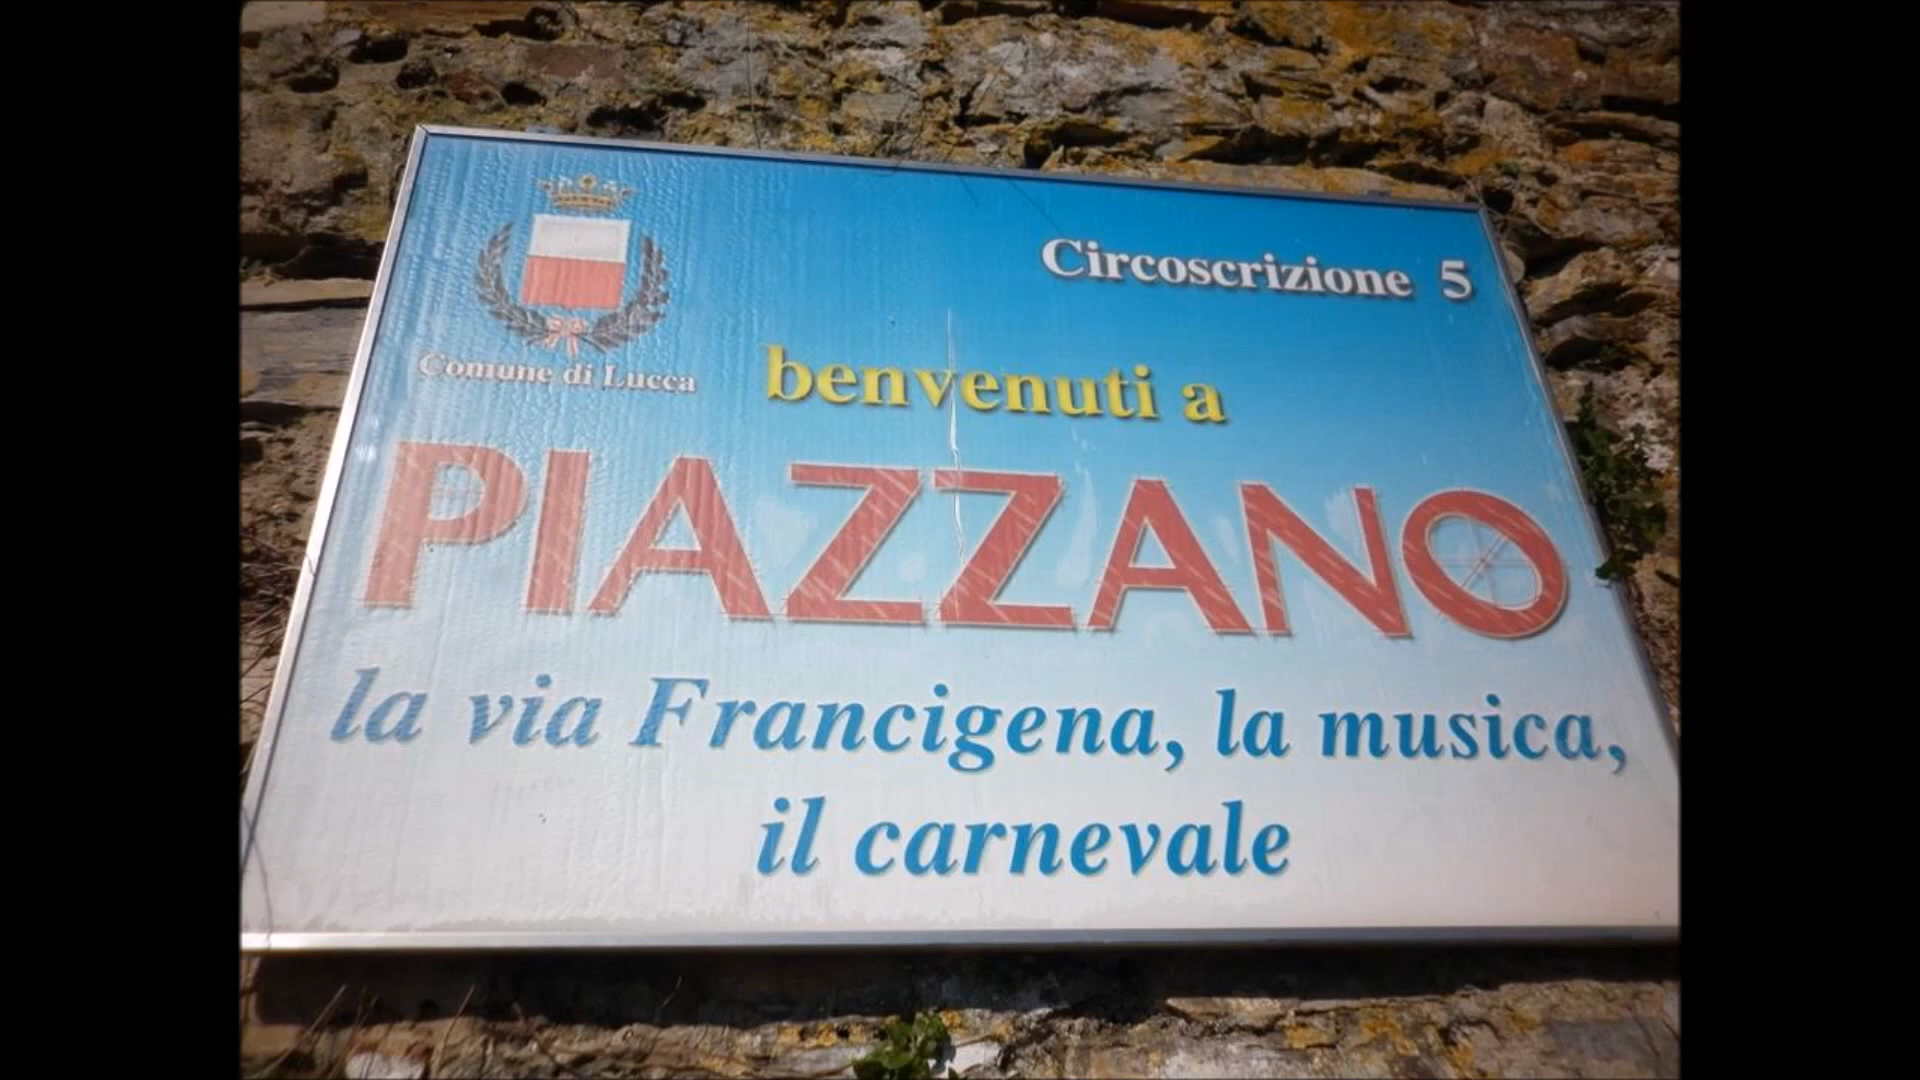 Circoscrizione 5
Comune di Lucca
benvenuti a
PIAZZANO
la via Francigena, la musica,
il carnevale